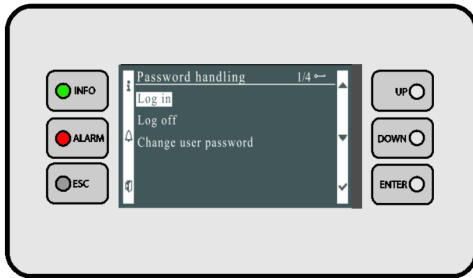 INFO
ALARM
ESC
Password handling 1/4
Log in
Log off
Change user password
UP
DOWN
ENTER